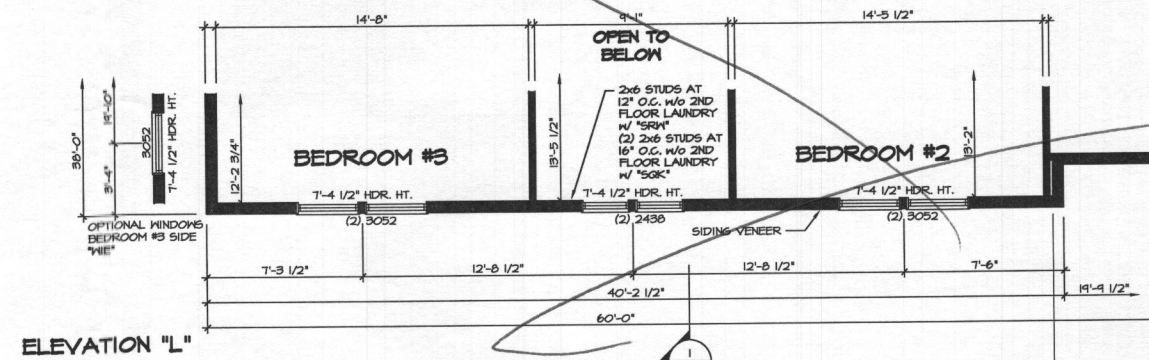 14'-8"
9'-1"
14'-5 1/2"
OPEN TO
BELOW
2x6 STUDS AT
12" O.C. W/o 2ND
FLOOR LAUNDRY
W/ "SRW"
(2) 2x6 STUDS AT
16" O.C. W/o 2ND
FLOOR LAUNDRY
W/ "SQK"
38'-0"
19'-10"
3'-4"
3052
7'-4 1/2" HDR. HT.
12'-2 3/4"
BEDROOM #3
13'-5 1/2"
BEDROOM #2
13'-2"
7'-4 1/2" HDR. HT.
7'-4 1/2" HDR. HT.
7'-4 1/2" HDR. HT.
(2) 3052
(2) 2438
(2) 3052
OPTIONAL WINDOWS
BEDROOM #3 SIDE
"WIE"
SIDING VENEER
7'-3 1/2"
12'-8 1/2"
12'-8 1/2"
7'-6"
40'-2 1/2"
19'-9 1/2"
60'-0"
ELEVATION "L"
1